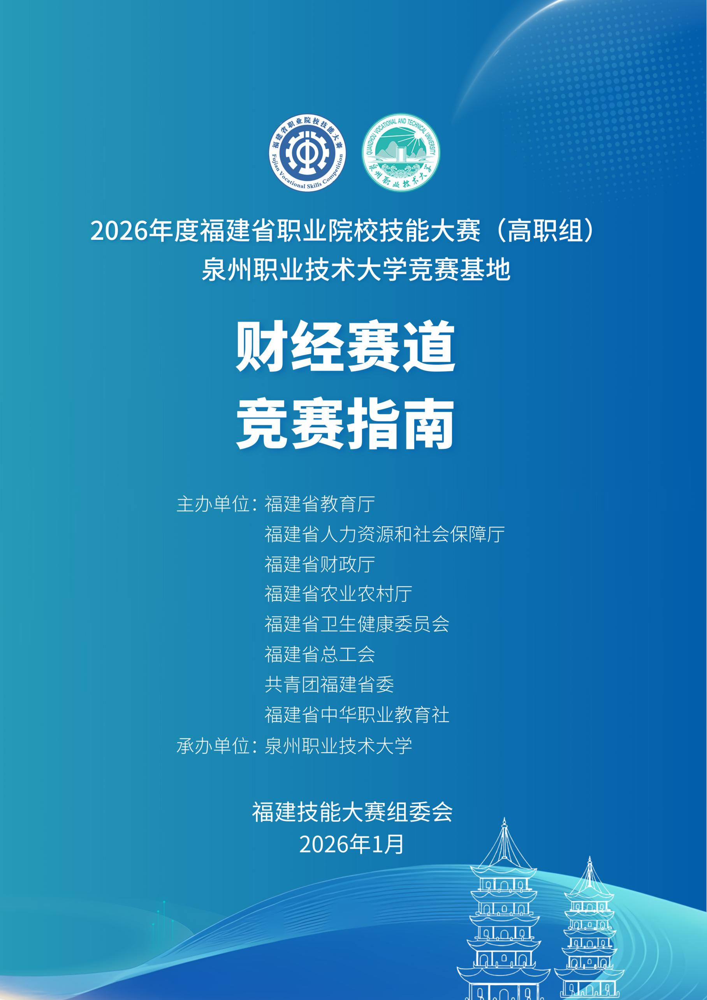 福建省职业院校技能大赛
Fujian Vocational Skills Competition
QUANZHOU VOCATIONAL AND TECHNICAL UNIVERSITY
泉州职业技术大学
2026年度福建省职业院校技能大赛（高职组）
泉州职业技术大学竞赛基地
财经赛道
竞赛指南
主办单位：福建省教育厅
福建省人力资源和社会保障厅
福建省财政厅
福建省农业农村厅
福建省卫生健康委员会
福建省总工会
共青团福建省委
福建省中华职业教育社
承办单位：泉州职业技术大学
福建技能大赛组委会
2026年1月